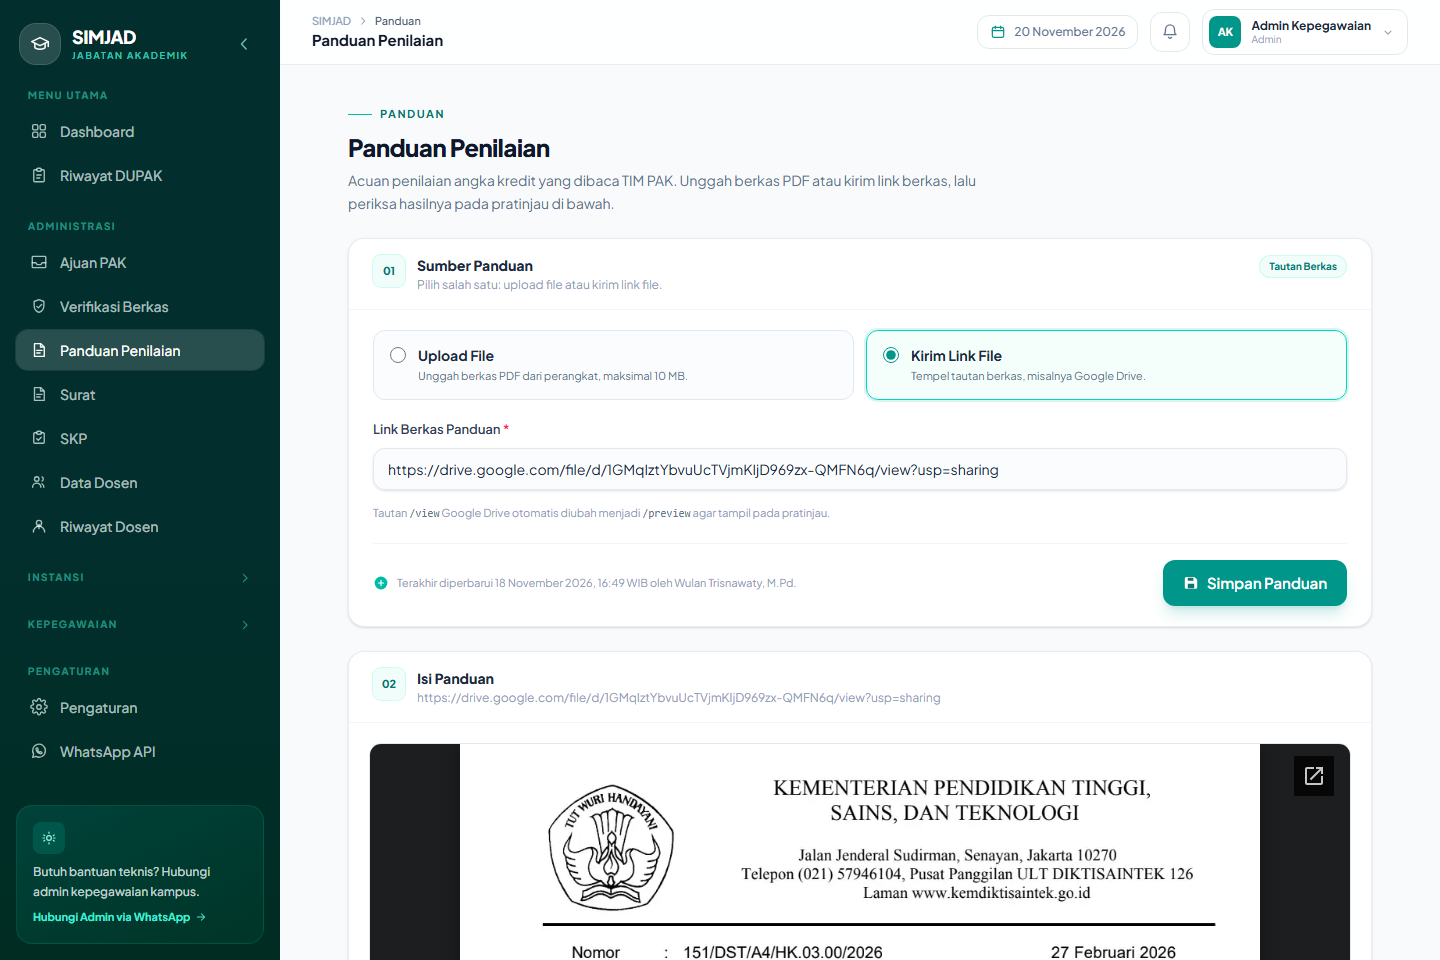 SIMJAD
JABATAN AKADEMIK
MENU UTAMA
Dashboard
Riwayat DUPAK
ADMINISTRASI
Ajuan PAK
Verifikasi Berkas
Panduan Penilaian
Surat
SKP
Data Dosen
Riwayat Dosen
INSTANSI
KEPEGAWAIAN
PENGATURAN
Pengaturan
WhatsApp API
Butuh bantuan teknis? Hubungi
admin kepegawaian kampus.
Hubungi Admin via WhatsApp →
SIMJAD > Panduan
Panduan Penilaian
20 November 2026
AK
Admin Kepegawaian
Admin
PANDUAN
Panduan Penilaian
Acuan penilaian angka kredit yang dibaca TIM PAK. Unggah berkas PDF atau kirim link berkas, lalu
periksa hasilnya pada pratinjau di bawah.
01
Sumber Panduan
Pilih salah satu: upload file atau kirim link file.
Tautan Berkas
Upload File
Unggah berkas PDF dari perangkat, maksimal 10 MB.
Kirim Link File
Tempel tautan berkas, misalnya Google Drive.
Link Berkas Panduan *
https://drive.google.com/file/d/1GMqlztYbvuUcTVjmKIjD969zx-QMFN6q/view?usp=sharing
Tautan /view Google Drive otomatis diubah menjadi /preview agar tampil pada pratinjau.
Terakhir diperbarui 18 November 2026, 16:49 WIB oleh Wulan Trisnawaty, M.Pd.
Simpan Panduan
02
Isi Panduan
https://drive.google.com/file/d/1GMqlztYbvuUcTVjmKIjD969zx-QMFN6q/view?usp=sharing
TUT WURI HANDAYANI
KEMENTERIAN PENDIDIKAN TINGGI,
SAINS, DAN TEKNOLOGI
Jalan Jenderal Sudirman, Senayan, Jakarta 10270
Telepon (021) 57946104, Pusat Panggilan ULT DIKTISAINTEK 126
Laman www.kemdiktisaintek.go.id
Nomor : 151/DST/A4/HK.03.00/2026 27 Februari 2026